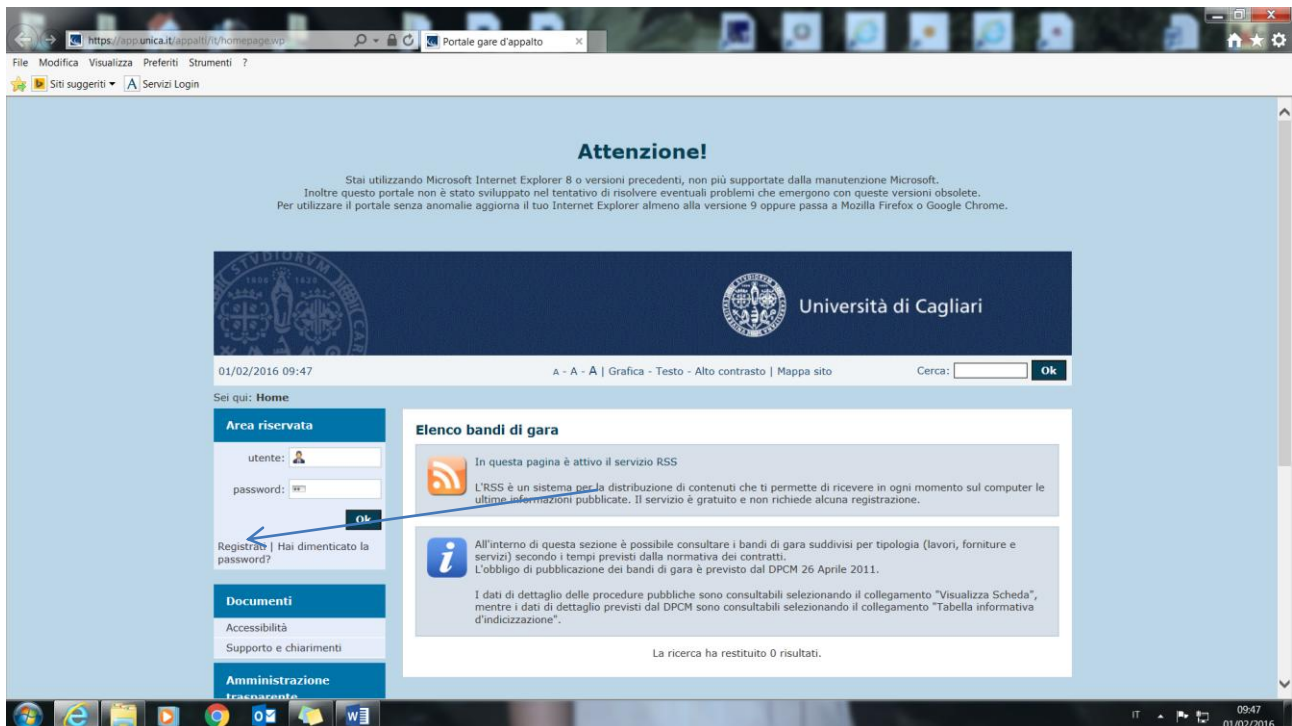 https://app.unica.it/appalti/it/homepage.wp
Portale gare d'appalto
File Modifica Visualizza Preferiti Strumenti ?
Siti suggeriti
Servizi Login
Attenzione!
Stai utilizzando Microsoft Internet Explorer 8 o versioni precedenti, non più supportate dalla manutenzione Microsoft.
Inoltre questo portale non è stato sviluppato nel tentativo di risolvere eventuali problemi che emergono con queste versioni obsolete.
Per utilizzare il portale senza anomalie aggiorna il tuo Internet Explorer almeno alla versione 9 oppure passa a Mozilla Firefox o Google Chrome.
Università di Cagliari
01/02/2016 09:47
A - A - A | Grafica - Testo - Alto contrasto | Mappa sito
Cerca:
Ok
Sei qui: Home
Area riservata
utente:
password:
Ok
Registrati | Hai dimenticato la
password?
Documenti
Accessibilità
Supporto e chiarimenti
Amministrazione
trasparente
Elenco bandi di gara
In questa pagina è attivo il servizio RSS
L'RSS è un sistema per la distribuzione di contenuti che ti permette di ricevere in ogni momento sul computer le
ultime informazioni pubblicate. Il servizio è gratuito e non richiede alcuna registrazione.
All'interno di questa sezione è possibile consultare i bandi di gara suddivisi per tipologia (lavori, forniture e
servizi) secondo i tempi previsti dalla normativa dei contratti.
L'obbligo di pubblicazione dei bandi di gara è previsto dal DPCM 26 Aprile 2011.
I dati di dettaglio delle procedure pubbliche sono consultabili selezionando il collegamento "Visualizza Scheda",
mentre i dati di dettaglio previsti dal DPCM sono consultabili selezionando il collegamento "Tabella informativa
d'indicizzazione".
La ricerca ha restituito 0 risultati.
IT
09:47
01/02/2016